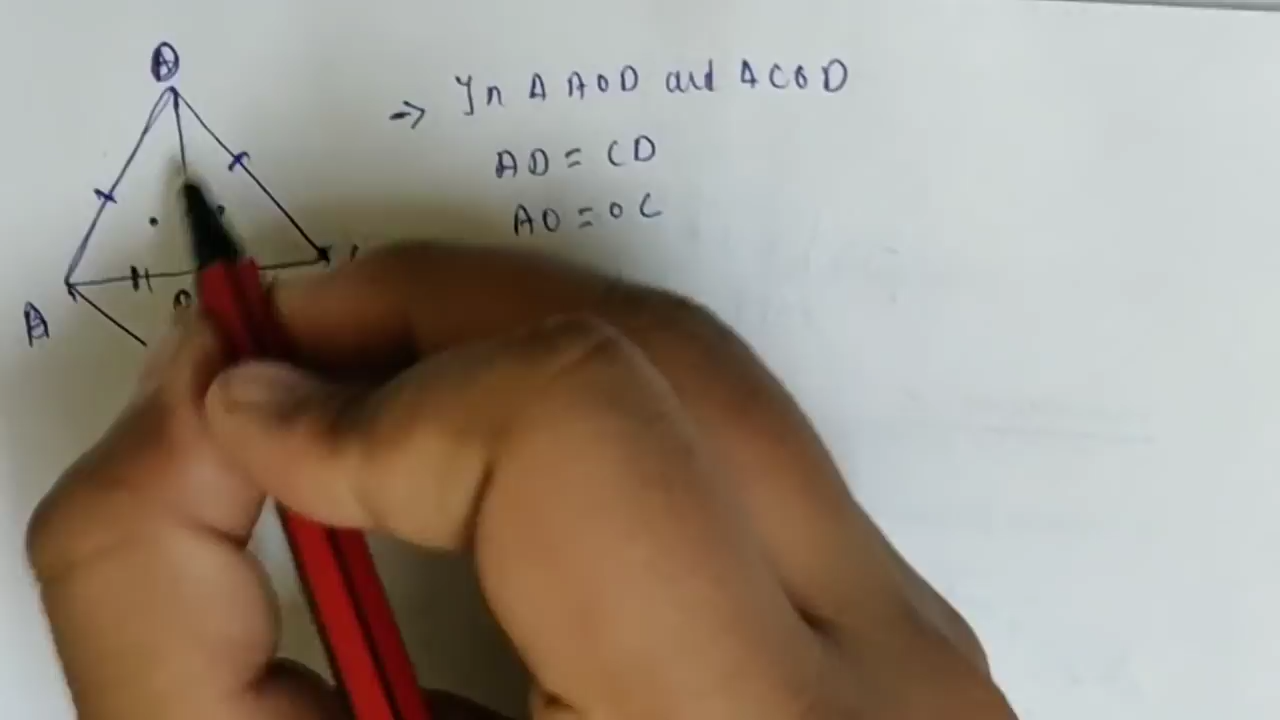 D
→ In Δ AOD and Δ COD
AD = CD
AO = OC
A